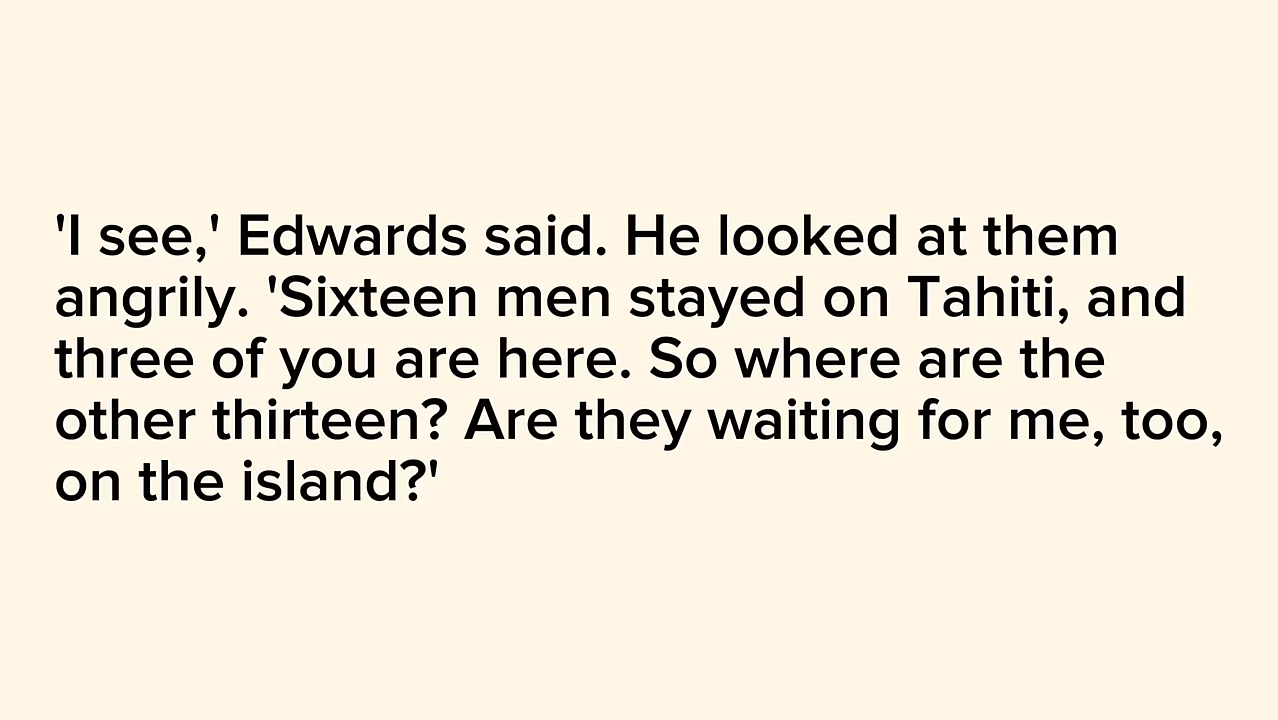 'I see,' Edwards said. He looked at them
angrily. 'Sixteen men stayed on Tahiti, and
three of you are here. So where are the
other thirteen? Are they waiting for me, too,
on the island?'